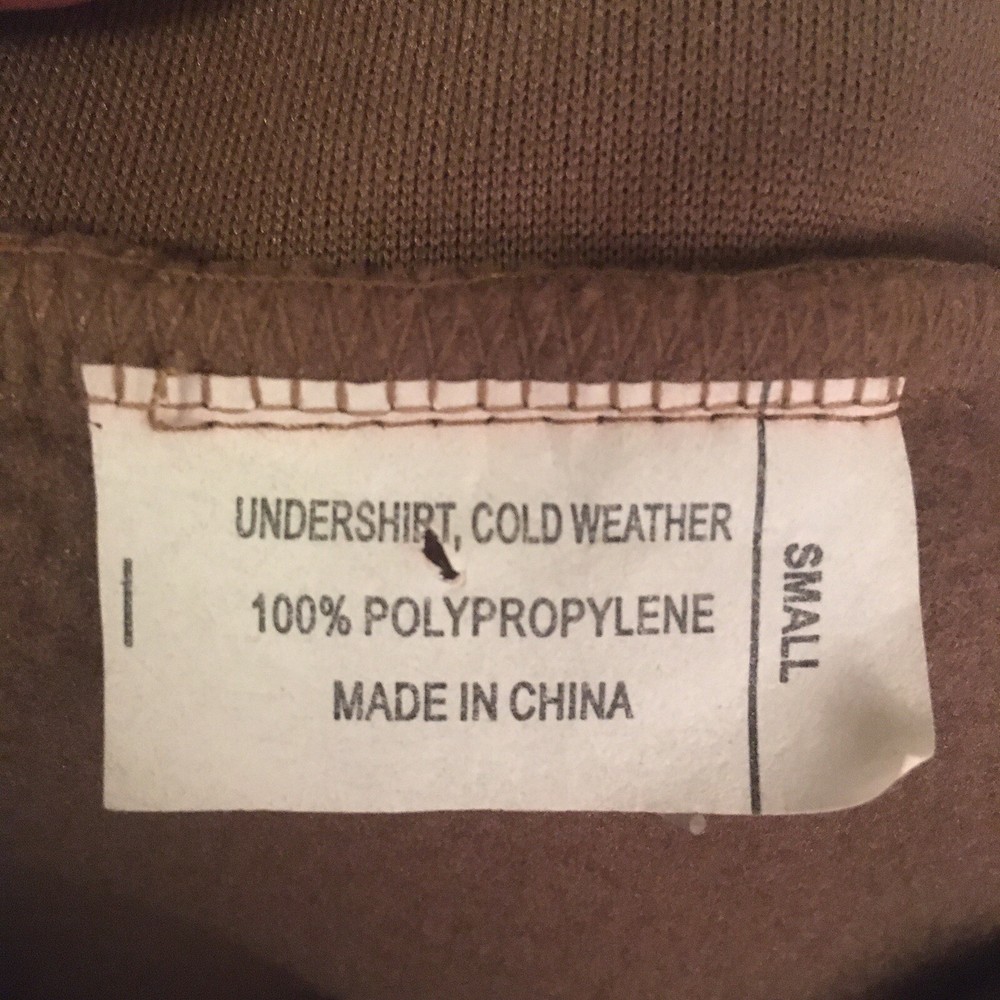 UNDERSHIRT, COLD WEATHER
100% POLYPROPYLENE
MADE IN CHINA
SMALL